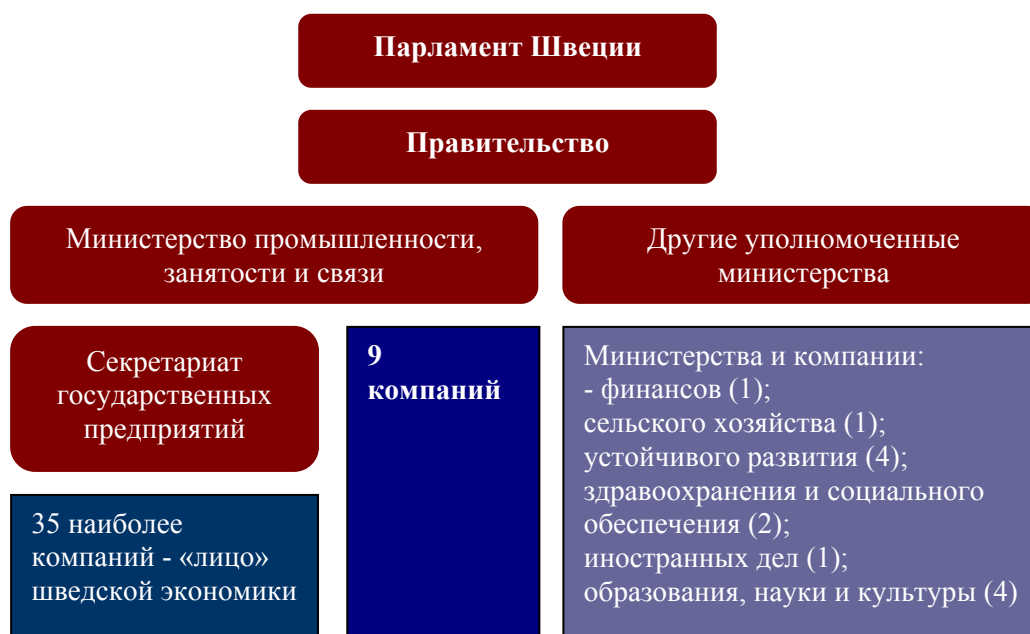 Парламент Швеции
Правительство
Министерство промышленности,
занятости и связи
Другие уполномоченные
министерства
Секретариат
государственных
предприятий
35 наиболее
компаний - «лицо»
шведской экономики
9
компаний
Министерства и компании:
- финансов (1);
сельского хозяйства (1);
устойчивого развития (4);
здравоохранения и социального
обеспечения (2);
иностранных дел (1);
образования, науки и культуры (4)